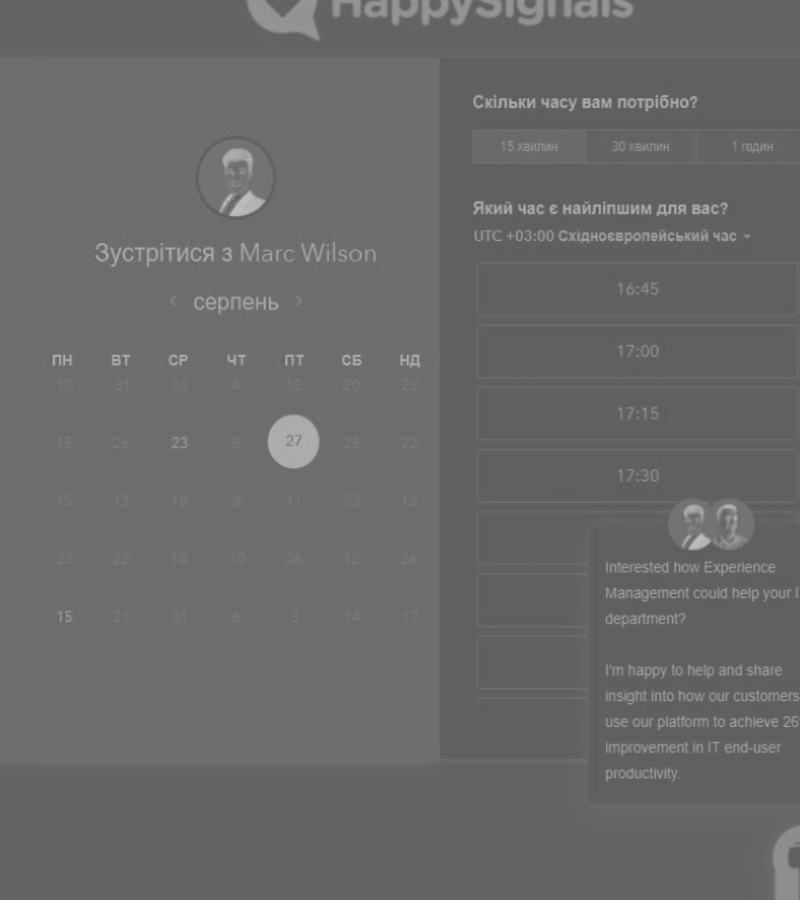 HappySignals
Зустрітися з Marc Wilson
‹ серпень ›
ПН ВТ СР ЧТ ПТ СБ НД
10 31 16 4 12 20 22
15 26 23 5 27 25 22
15 13 18 8 11 23 12
23 22 18 10 26 12 26
15 21 31 6 3 14 17
Скільки часу вам потрібно?
15 хвилин 30 хвилин 1 годин
Який час є найліпшим для вас?
UTC +03:00 Східноєвропейський час
16:45
17:00
17:15
17:30
Interested how Experience
Management could help your
department?
I'm happy to help and share
insight into how our customers
use our platform to achieve 26
improvement in IT end-user
productivity.